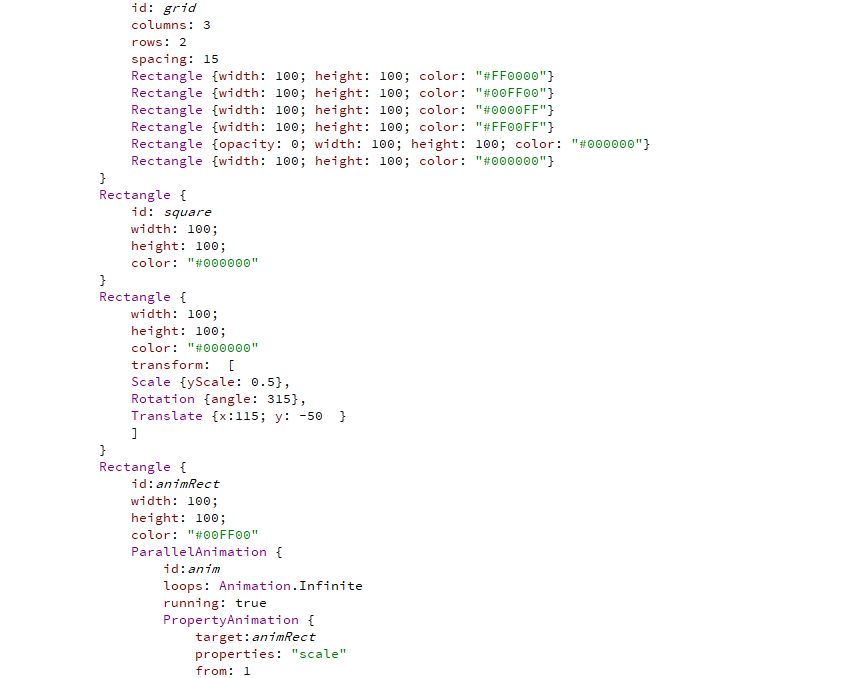 id: grid
columns: 3
rows: 2
spacing: 15
Rectangle {width: 100; height: 100; color: "#FF0000"}
Rectangle {width: 100; height: 100; color: "#00FF00"}
Rectangle {width: 100; height: 100; color: "#0000FF"}
Rectangle {width: 100; height: 100; color: "#FF00FF"}
Rectangle {opacity: 0; width: 100; height: 100; color: "#000000"}
Rectangle {width: 100; height: 100; color: "#000000"}
}
Rectangle {
id: square
width: 100;
height: 100;
color: "#000000"
}
Rectangle {
width: 100;
height: 100;
color: "#000000"
transform:  [
Scale {yScale: 0.5},
Rotation {angle: 315},
Translate {x:115; y: -50  }
]
}
Rectangle {
id:animRect
width: 100;
height: 100;
color: "#00FF00"
ParallelAnimation {
id:anim
loops: Animation.Infinite
running: true
PropertyAnimation {
target:animRect
properties: "scale"
from: 1